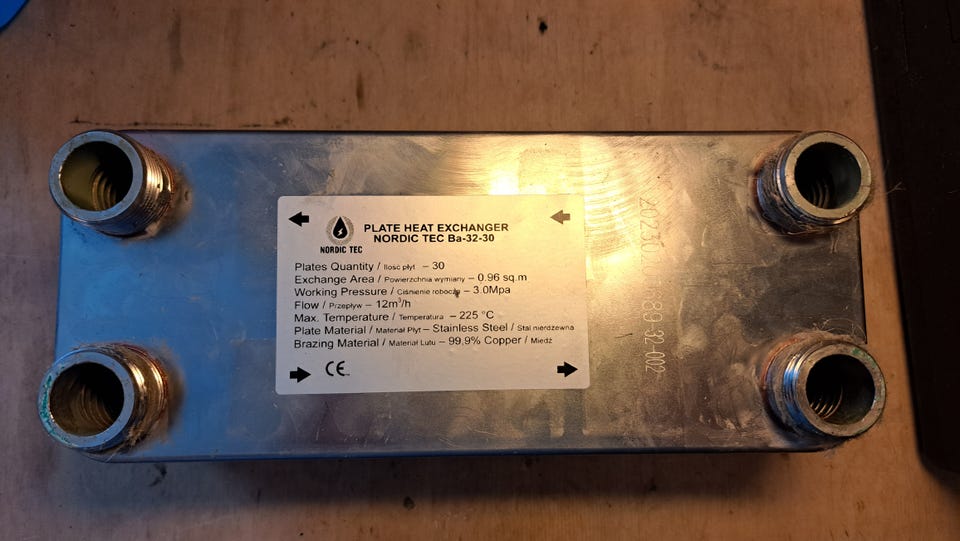 PLATE HEAT EXCHANGER
NORDIC TEC Ba-32-30
NORDIC TEC
Plates Quantity / Ilość płyt – 30
Exchange Area / Powierzchnia wymiany – 0.96 sq.m
Working Pressure / Ciśnienie robocze – 3.0Mpa
Flow / Przepływ – 12m³/h
Max. Temperature / Temperatura – 225 °C
Plate Material / Materiał Płyt – Stainless Steel / Stal nierdzewna
Brazing Material / Materiał Lutu – 99,9% Copper / Miedź
CE